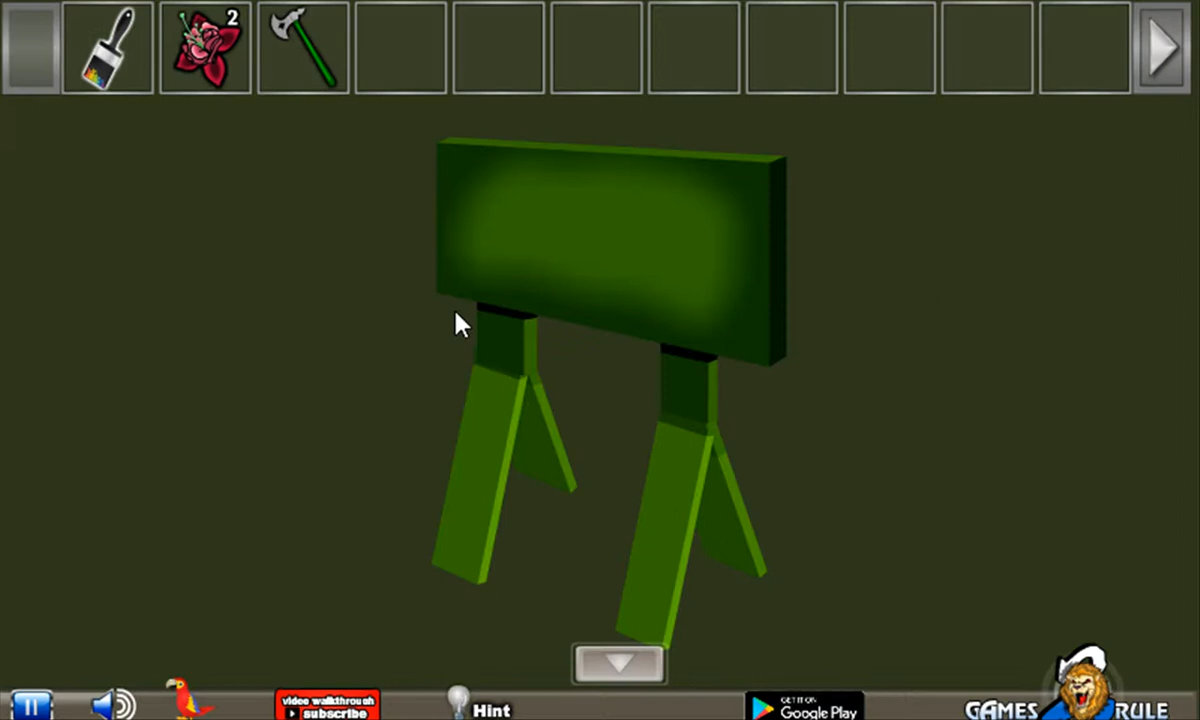 2
video walkthrough
subscribe
Hint
GET IT ON
Google Play
GAMES RULE